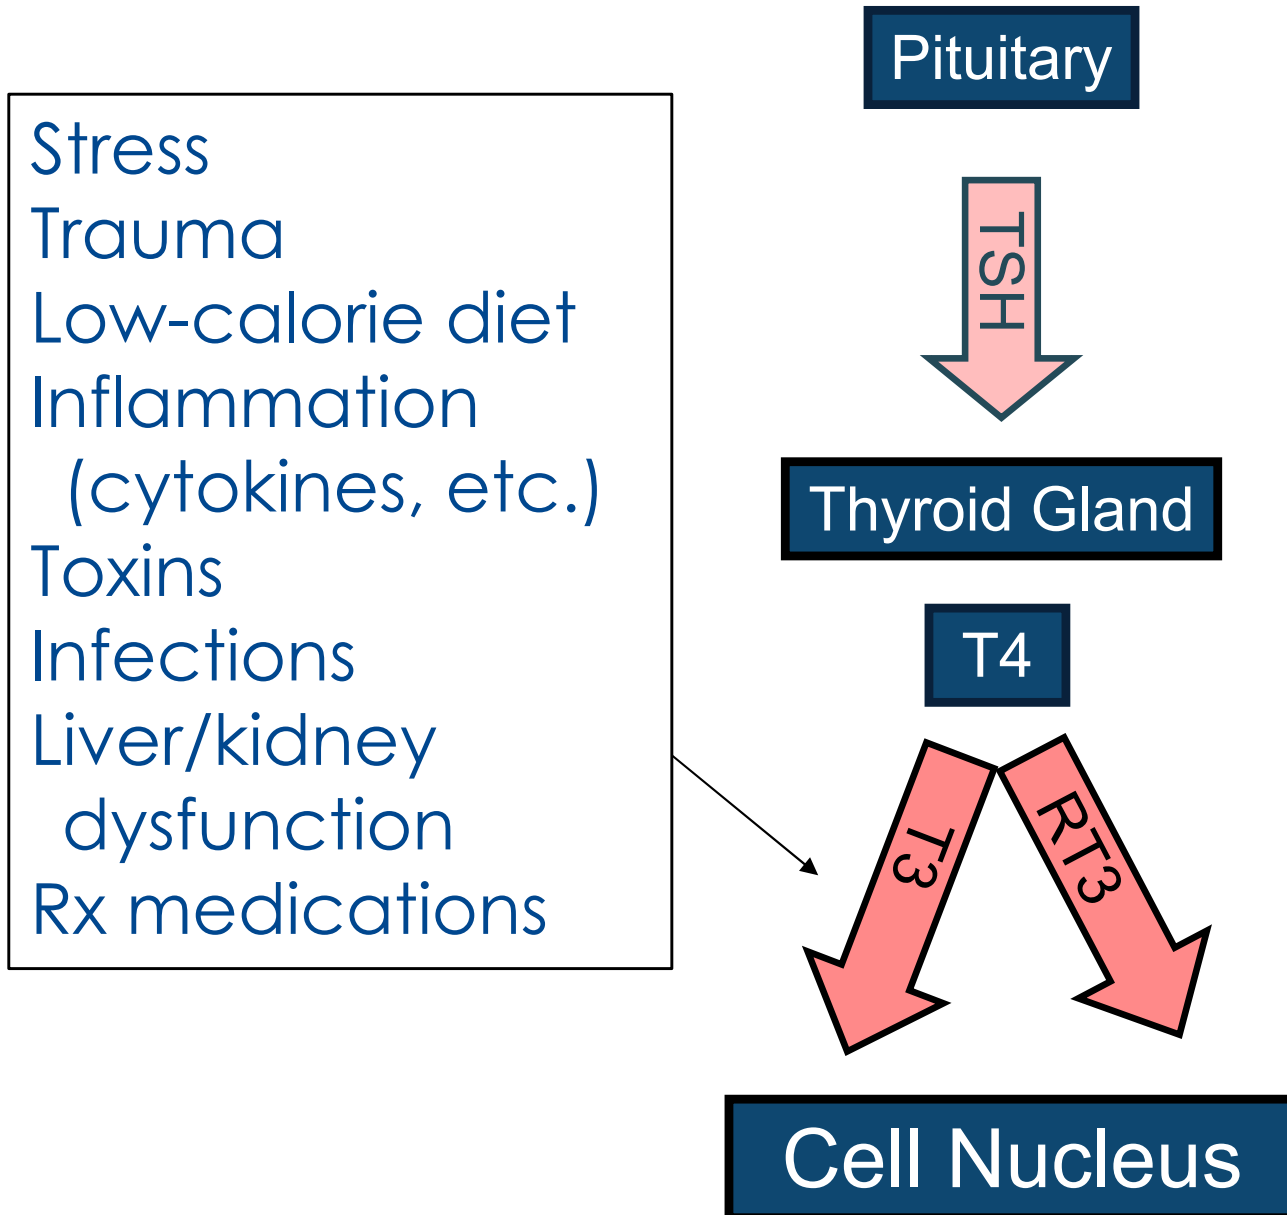 Pituitary
Stress
Trauma
Low-calorie diet
Inflammation
(cytokines, etc.)
Toxins
Infections
Liver/kidney
dysfunction
Rx medications
TSH
Thyroid Gland
T4
T3
RT3
Cell Nucleus